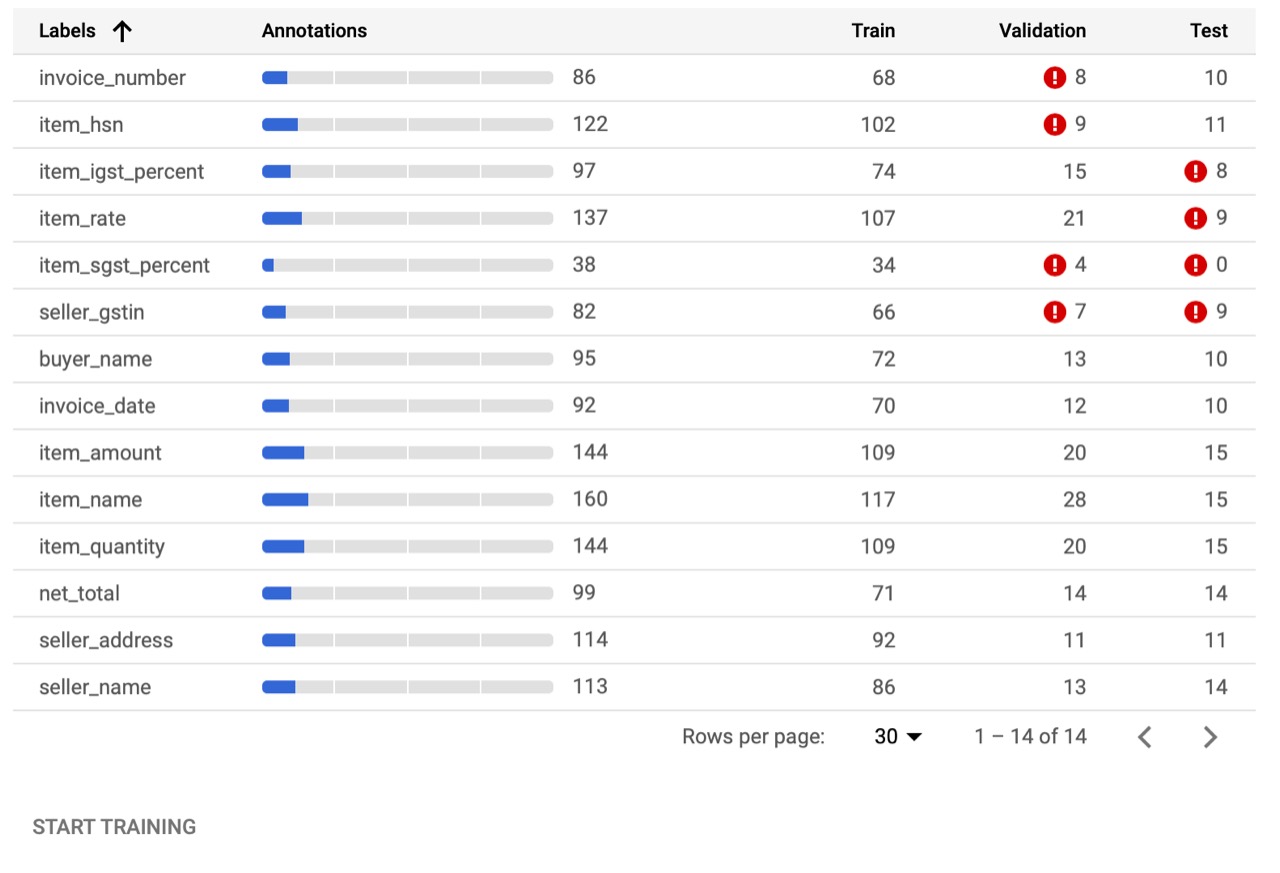 Labels Annotations Train Validation Test
invoice_number 86 68 8 10
item_hsn 122 102 9 11
item_igst_percent 97 74 15 8
item_rate 137 107 21 9
item_sgst_percent 38 34 4 0
seller_gstin 82 66 7 9
buyer_name 95 72 13 10
invoice_date 92 70 12 10
item_amount 144 109 20 15
item_name 160 117 28 15
item_quantity 144 109 20 15
net_total 99 71 14 14
seller_address 114 92 11 11
seller_name 113 86 13 14
Rows per page: 30 1 – 14 of 14
START TRAINING